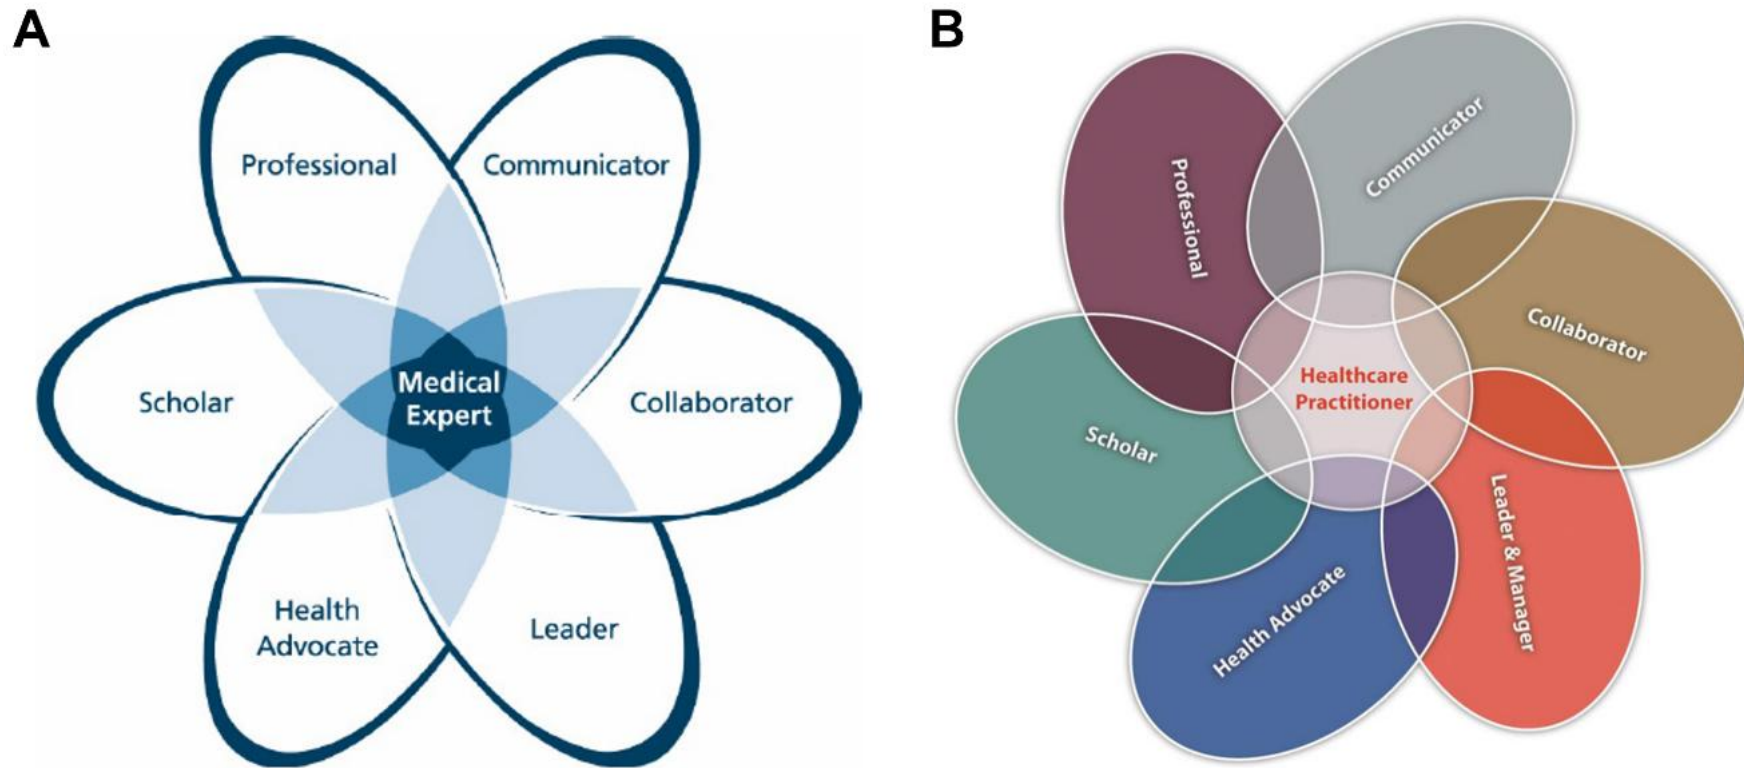 A
Professional
Communicator
Scholar
Medical
Expert
Collaborator
Health
Advocate
Leader
B
Professional
Communicator
Collaborator
Healthcare
Practitioner
Scholar
Leader & Manager
Health Advocate